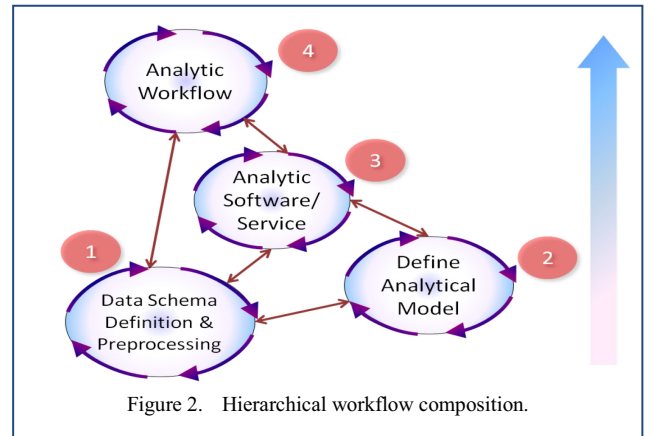 4
Analytic
Workflow
3
Analytic
Software/
Service
1
2
Define
Analytical
Model
Data Schema
Definition &
Preprocessing
Figure 2. Hierarchical workflow composition.